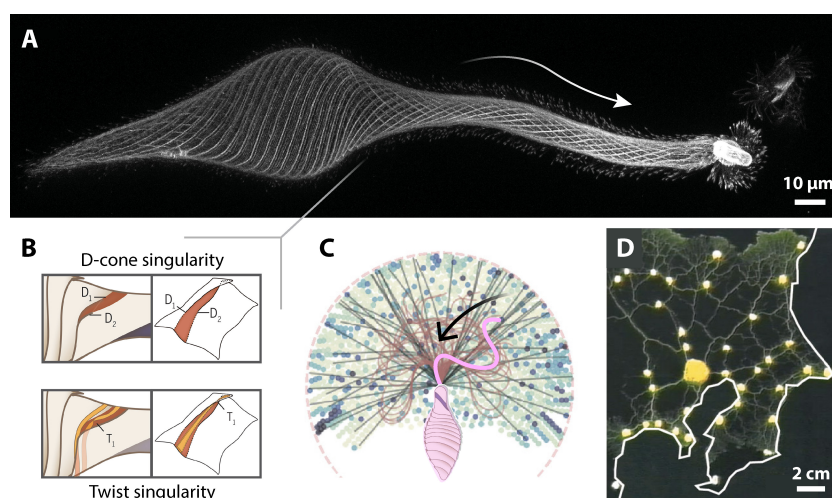 A
10 µm
B
D-cone singularity
D₁
D₂
D₁
D₂
T₁
T₁
Twist singularity
C
D
2 cm